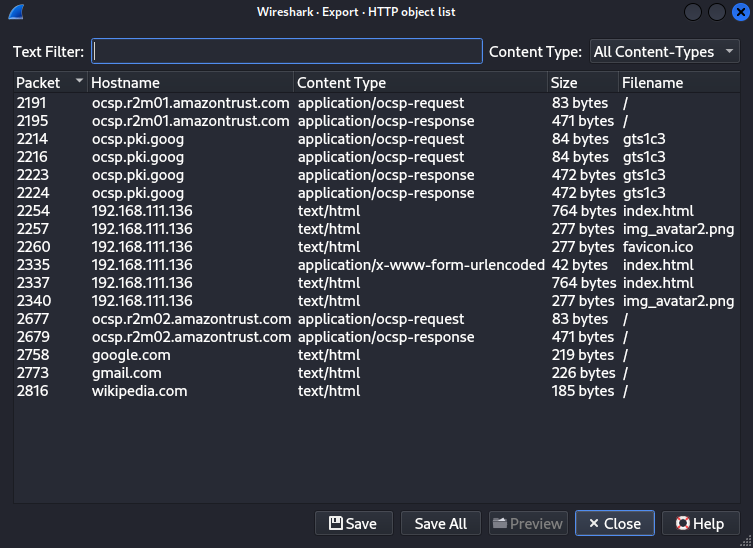 Wireshark · Export · HTTP object list
Text Filter: Content Type: All Content-Types
Packet Hostname Content Type Size Filename
2191 ocsp.r2m01.amazontrust.com application/ocsp-request 83 bytes /
2195 ocsp.r2m01.amazontrust.com application/ocsp-response 471 bytes /
2214 ocsp.pki.goog application/ocsp-request 84 bytes gts1c3
2216 ocsp.pki.goog application/ocsp-request 84 bytes gts1c3
2223 ocsp.pki.goog application/ocsp-response 472 bytes gts1c3
2224 ocsp.pki.goog application/ocsp-response 472 bytes gts1c3
2254 192.168.111.136 text/html 764 bytes index.html
2257 192.168.111.136 text/html 277 bytes img_avatar2.png
2260 192.168.111.136 text/html 277 bytes favicon.ico
2335 192.168.111.136 application/x-www-form-urlencoded 42 bytes index.html
2337 192.168.111.136 text/html 764 bytes index.html
2340 192.168.111.136 text/html 277 bytes img_avatar2.png
2677 ocsp.r2m02.amazontrust.com application/ocsp-request 83 bytes /
2679 ocsp.r2m02.amazontrust.com application/ocsp-response 471 bytes /
2758 google.com text/html 219 bytes /
2773 gmail.com text/html 226 bytes /
2816 wikipedia.com text/html 185 bytes /
Save Save All Preview Close Help